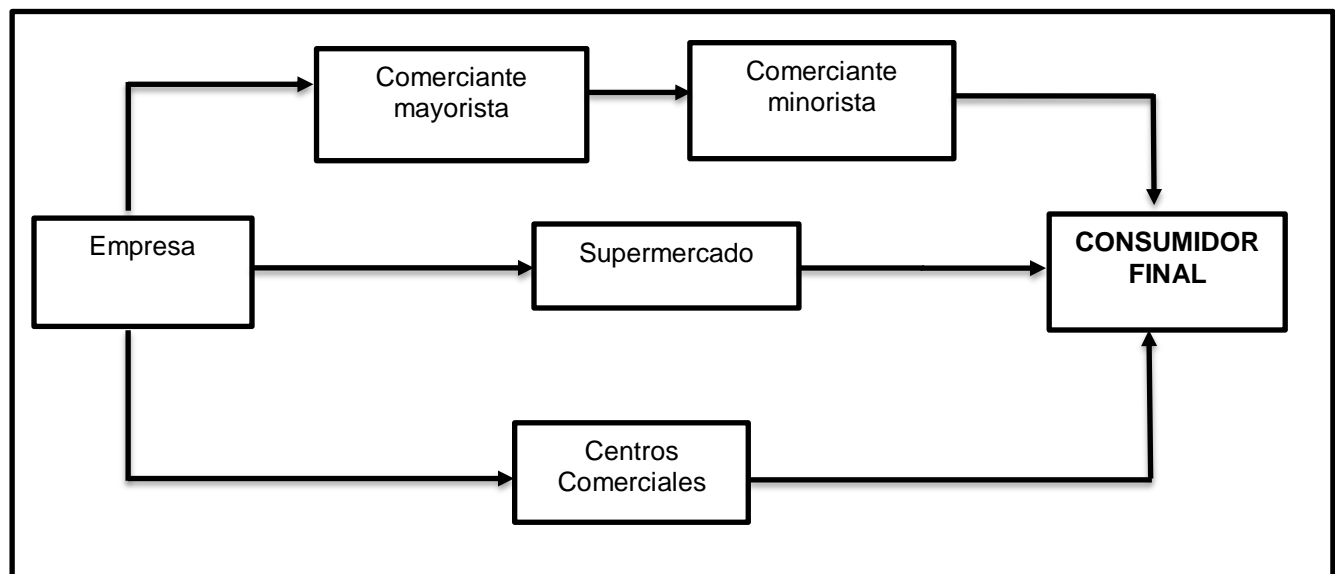 Comerciante
mayorista
Comerciante
minorista
Empresa
Supermercado
CONSUMIDOR
FINAL
Centros
Comerciales